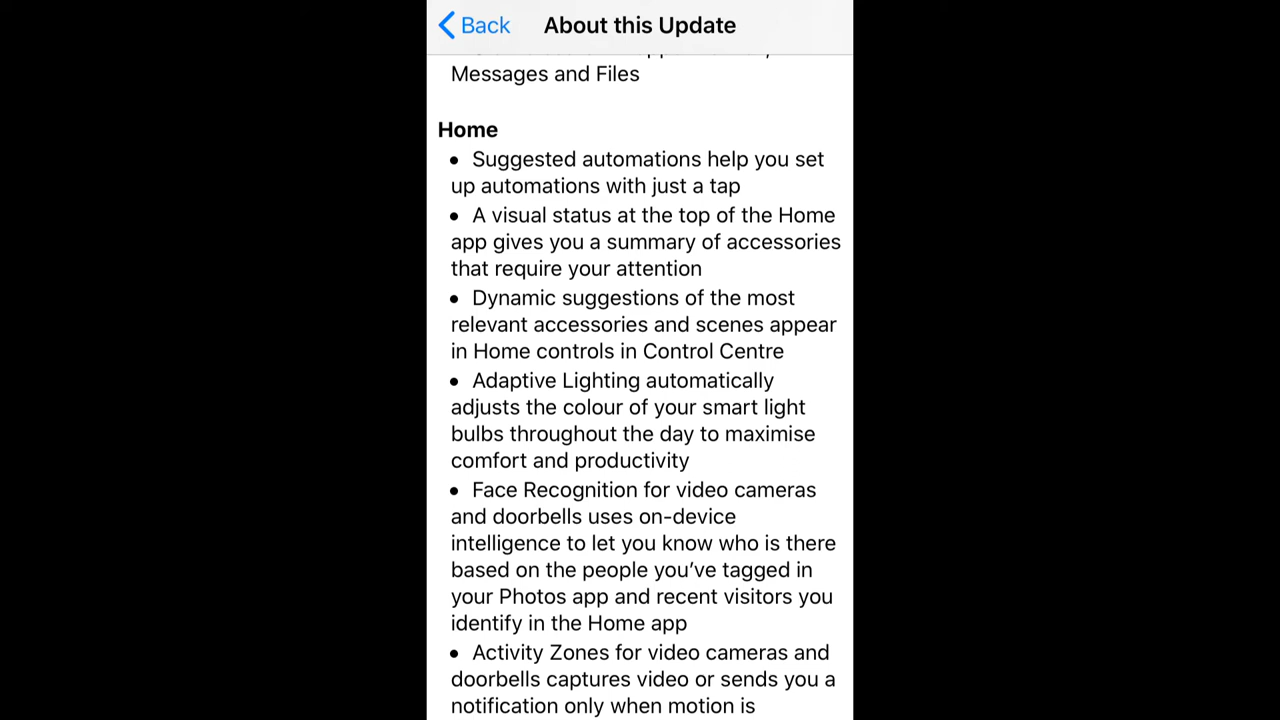 Back About this Update
Messages and Files
Home
• Suggested automations help you set
up automations with just a tap
• A visual status at the top of the Home
app gives you a summary of accessories
that require your attention
• Dynamic suggestions of the most
relevant accessories and scenes appear
in Home controls in Control Centre
• Adaptive Lighting automatically
adjusts the colour of your smart light
bulbs throughout the day to maximise
comfort and productivity
• Face Recognition for video cameras
and doorbells uses on-device
intelligence to let you know who is there
based on the people you’ve tagged in
your Photos app and recent visitors you
identify in the Home app
• Activity Zones for video cameras and
doorbells captures video or sends you a
notification only when motion is